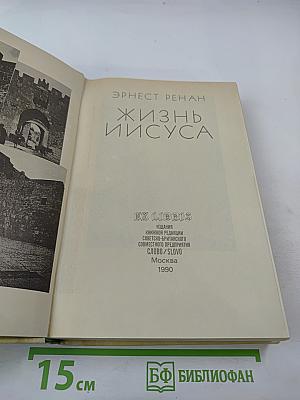 ЭРНЕСТ РЕНАН
ЖИЗНЬ
ИИСУСА
EX LIBRIS
ИЗДАНИЯ
КНИЖНОЙ РЕДАКЦИИ
СОВЕТСКО-БРИТАНСКОГО
СОВМЕСТНОГО ПРЕДПРИЯТИЯ
СЛОВО/SLOVO
Москва
1990
15 см
БФ БИБЛИОФАН